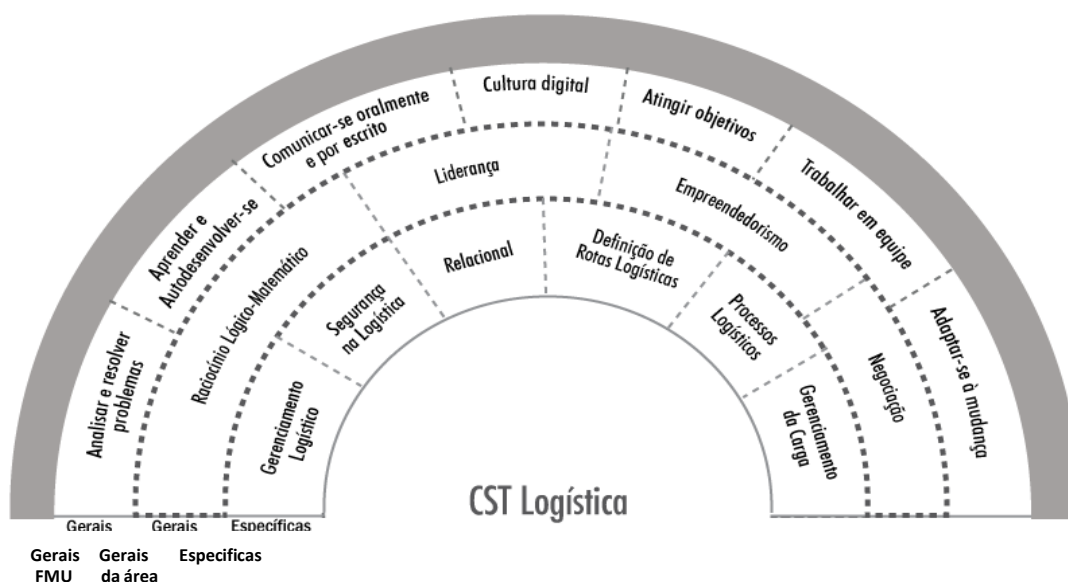 Analisar e resolver
problemas
Aprender e
Autodesenvolver-se
Comunicar-se oralmente
e por escrito
Cultura digital
Atingir objetivos
Trabalhar em equipe
Adaptar-se à mudança
Raciocínio Lógico-Matemático
Liderança
Empreendedorismo
Negociação
Gerenciamento
Logístico
Segurança
na Logística
Relacional
Definição de
Rotas Logísticas
Processos
Logísticos
Gerenciamento
da Carga
CST Logística
Gerais Gerais Específicas
Gerais Gerais Especificas
FMU da área